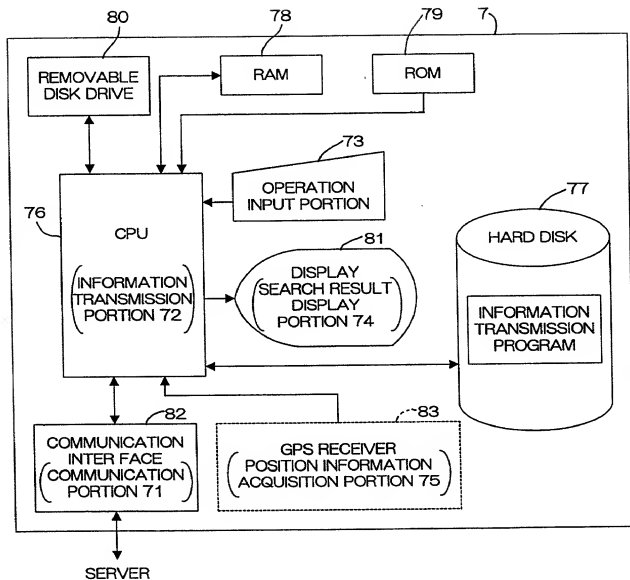 80
78
79
7
REMOVABLE
DISK DRIVE
RAM
ROM
73
OPERATION
INPUT PORTION
76
CPU
(INFORMATION
TRANSMISSION
PORTION 72)
81
DISPLAY
(SEARCH RESULT
DISPLAY
PORTION 74)
77
HARD DISK
INFORMATION
TRANSMISSION
PROGRAM
82
COMMUNICATION
INTER FACE
(COMMUNICATION
PORTION 71)
83
GPS RECEIVER
(POSITION INFORMATION
ACQUISITION PORTION 75)
SERVER